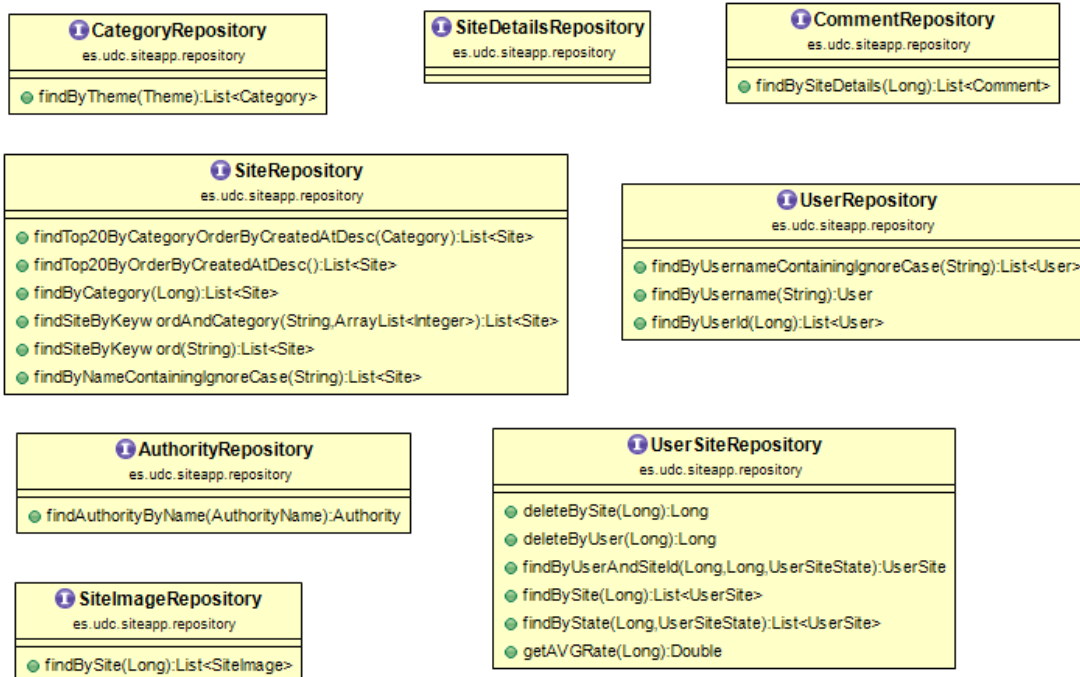 CategoryRepository
es.udc.siteapp.repository
findByTheme(Theme):List<Category>
SiteDetailsRepository
es.udc.siteapp.repository
CommentRepository
es.udc.siteapp.repository
findBySiteDetails(Long):List<Comment>
SiteRepository
es.udc.siteapp.repository
findTop20ByCategoryOrderByCreatedAtDesc(Category):List<Site>
findTop20ByOrderByCreatedAtDesc():List<Site>
findByCategory(Long):List<Site>
findSiteByKeywordAndCategory(String,ArrayList<Integer>):List<Site>
findSiteByKeyword(String):List<Site>
findByNameContainingIgnoreCase(String):List<Site>
UserRepository
es.udc.siteapp.repository
findByUsernameContainingIgnoreCase(String):List<User>
findByUsername(String):User
findByUserId(Long):List<User>
AuthorityRepository
es.udc.siteapp.repository
findAuthorityByName(AuthorityName):Authority
UserSiteRepository
es.udc.siteapp.repository
deleteBySite(Long):Long
deleteByUser(Long):Long
findByUserAndSiteId(Long,Long,UserSiteState):UserSite
findBySite(Long):List<UserSite>
findByState(Long,UserSiteState):List<UserSite>
getAVGRate(Long):Double
SiteImageRepository
es.udc.siteapp.repository
findBySite(Long):List<SiteImage>